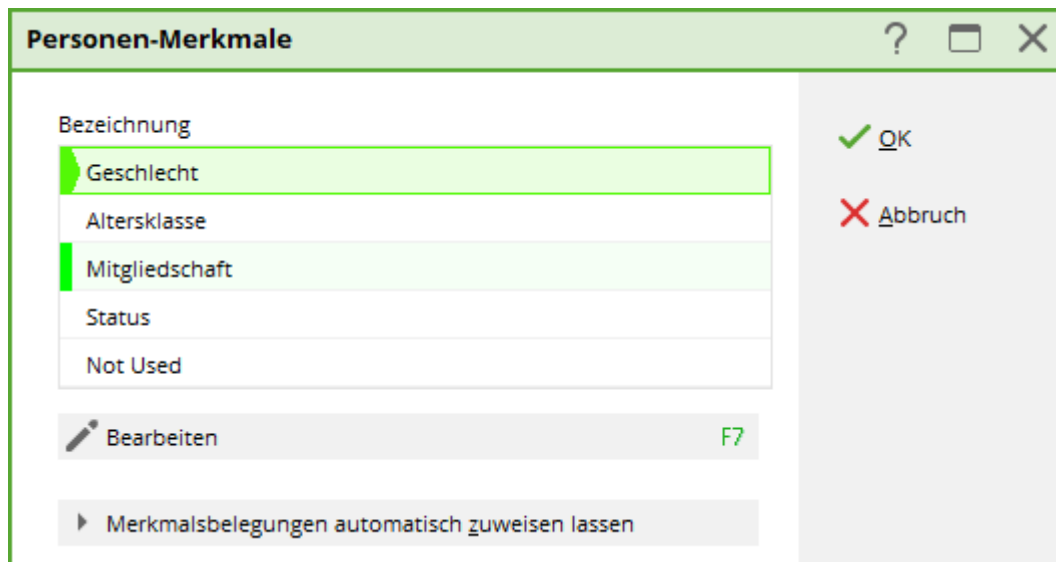 Personen-Merkmale
Bezeichnung
Geschlecht
Altersklasse
Mitgliedschaft
Status
Not Used
Bearbeiten F7
Merkmalsbelegungen automatisch zuweisen lassen
OK
Abbruch